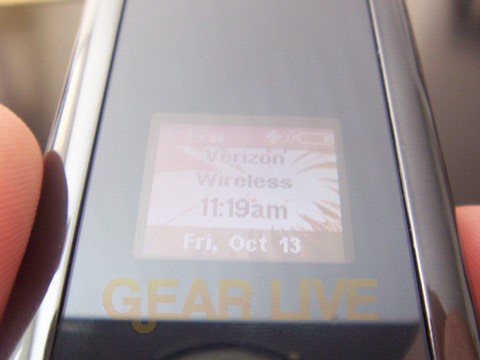 Verizon
Wireless
11:19am
Fri, Oct 13
GEAR LIVE